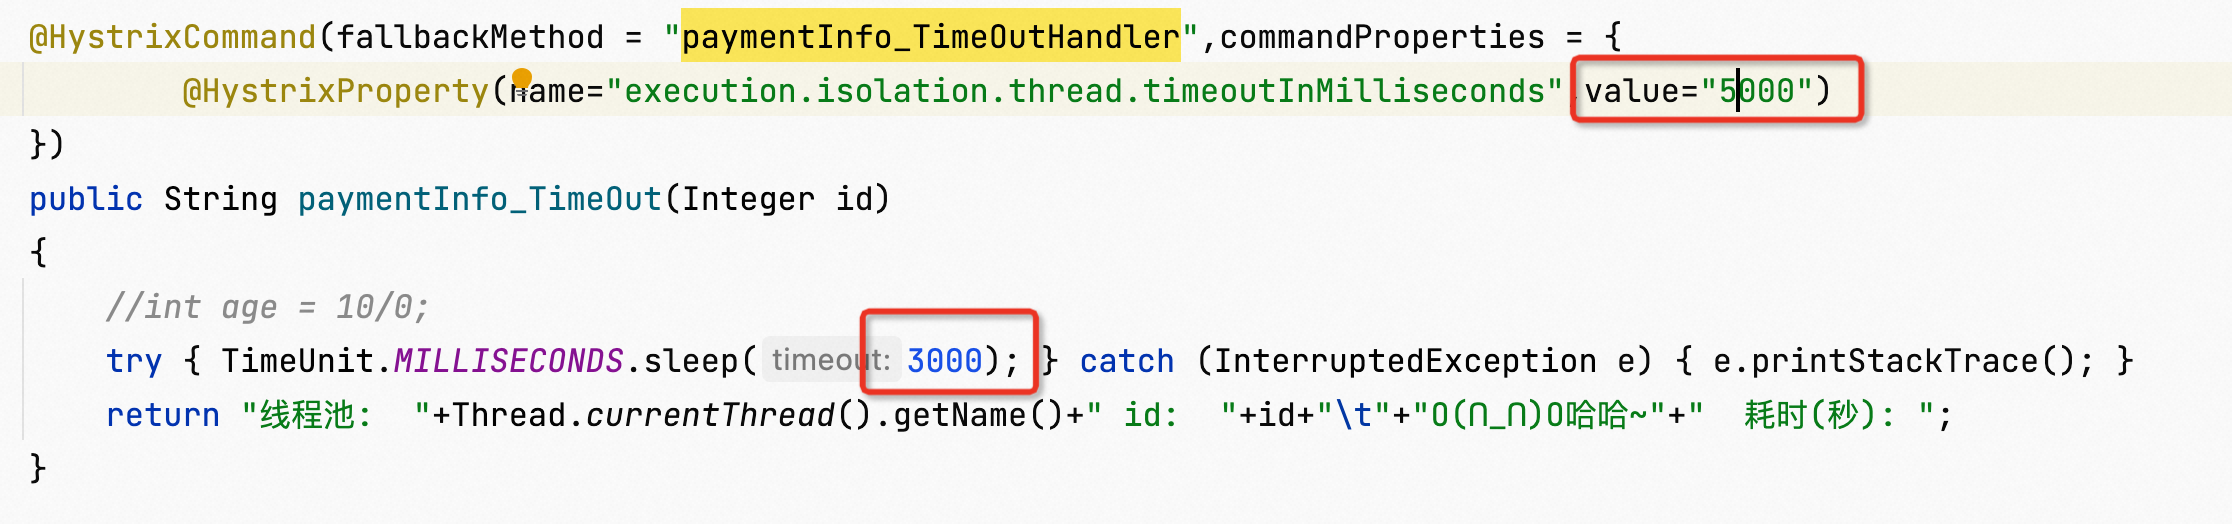 @HystrixCommand(fallbackMethod = "paymentInfo_TimeOutHandler",commandProperties = {
@HystrixProperty(name="execution.isolation.thread.timeoutInMilliseconds",value="5000")
})
public String paymentInfo_TimeOut(Integer id)
{
//int age = 10/0;
try { TimeUnit.MILLISECONDS.sleep( timeout: 3000); } catch (InterruptedException e) { e.printStackTrace(); }
return "线程池:  "+Thread.currentThread().getName()+" id:  "+id+"\t"+"O(∩_∩)O哈哈~"+"  耗时(秒): ";
}